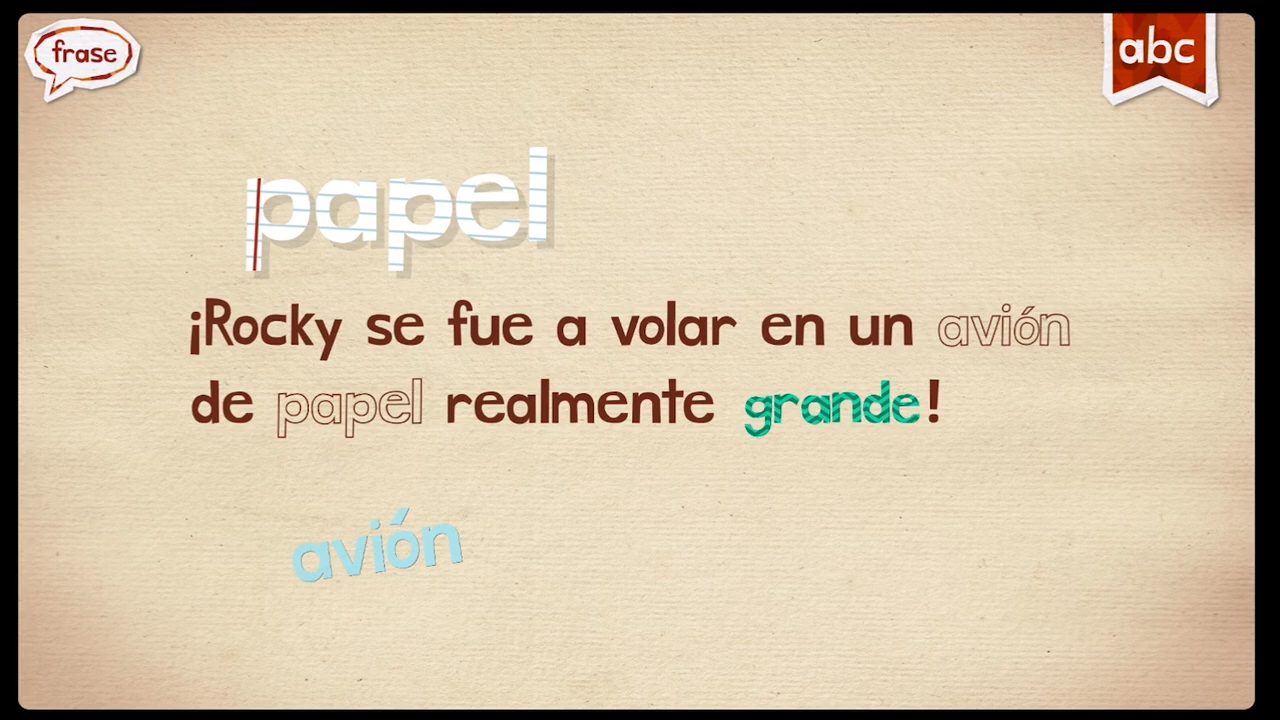 frase
abc
papel
¡Rocky se fue a volar en un avión
de papel realmente grande!
avión